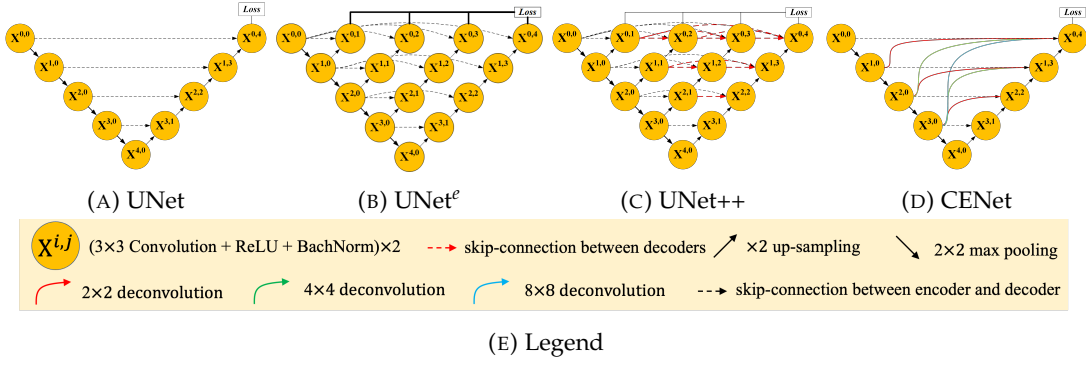 Loss Loss Loss Loss
X0,0 X0,4 X0,0 X0,1 X0,2 X0,3 X0,4 X0,0 X0,1 X0,2 X0,3 X0,4 X0,0 X0,4
X1,0 X1,3 X1,0 X1,1 X1,2 X1,3 X1,0 X1,1 X1,2 X1,3 X1,0 X1,3
X2,0 X2,2 X2,0 X2,1 X2,2 X2,0 X2,1 X2,2 X2,0 X2,2
X3,0 X3,1 X3,0 X3,1 X3,0 X3,1 X3,0 X3,1
X4,0 X4,0 X4,0 X4,0
(A) UNet (B) UNete (C) UNet++ (D) CENet
Xi,j (3×3 Convolution + ReLU + BachNorm)×2 skip-connection between decoders ×2 up-sampling 2×2 max pooling
2×2 deconvolution 4×4 deconvolution 8×8 deconvolution skip-connection between encoder and decoder
(E) Legend